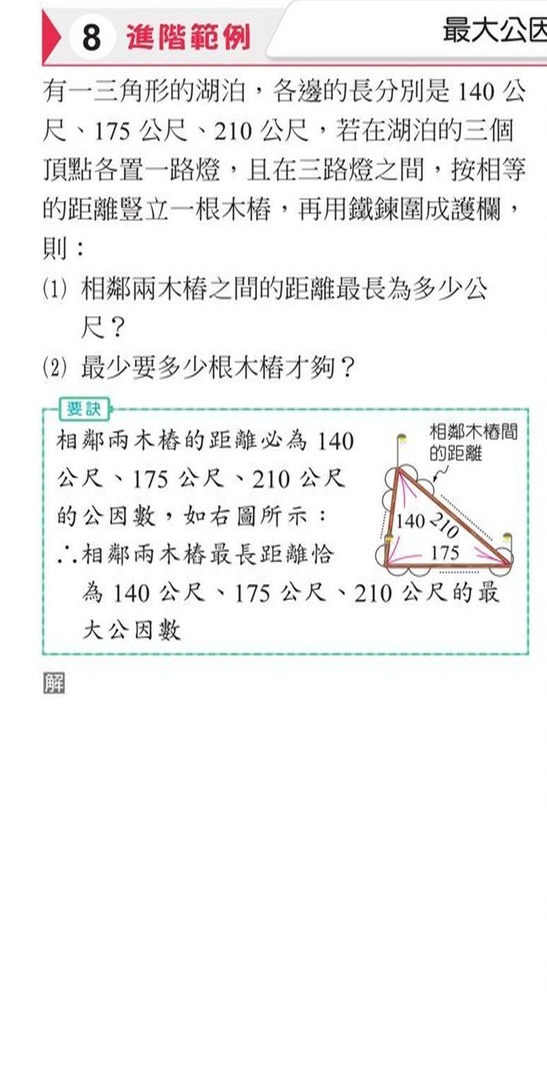 8 進階範例
最大公因
有一三角形的湖泊，各邊的長分別是 140 公
尺、175 公尺、210 公尺，若在湖泊的三個
頂點各置一路燈，且在三路燈之間，按相等
的距離豎立一根木樁，再用鐵鍊圍成護欄，
則：
⑴ 相鄰兩木樁之間的距離最長為多少公
尺？
⑵ 最少要多少根木樁才夠？
要訣
相鄰兩木樁的距離必為 140
公尺、175 公尺、210 公尺
的公因數，如右圖所示：
∴相鄰兩木樁最長距離恰
為 140 公尺、175 公尺、210 公尺的最
大公因數
相鄰木樁間
的距離
140
210
175
解